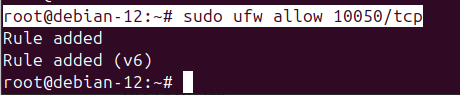 root@debian-12:~# sudo ufw allow 10050/tcp
Rule added
Rule added (v6)
root@debian-12:~#